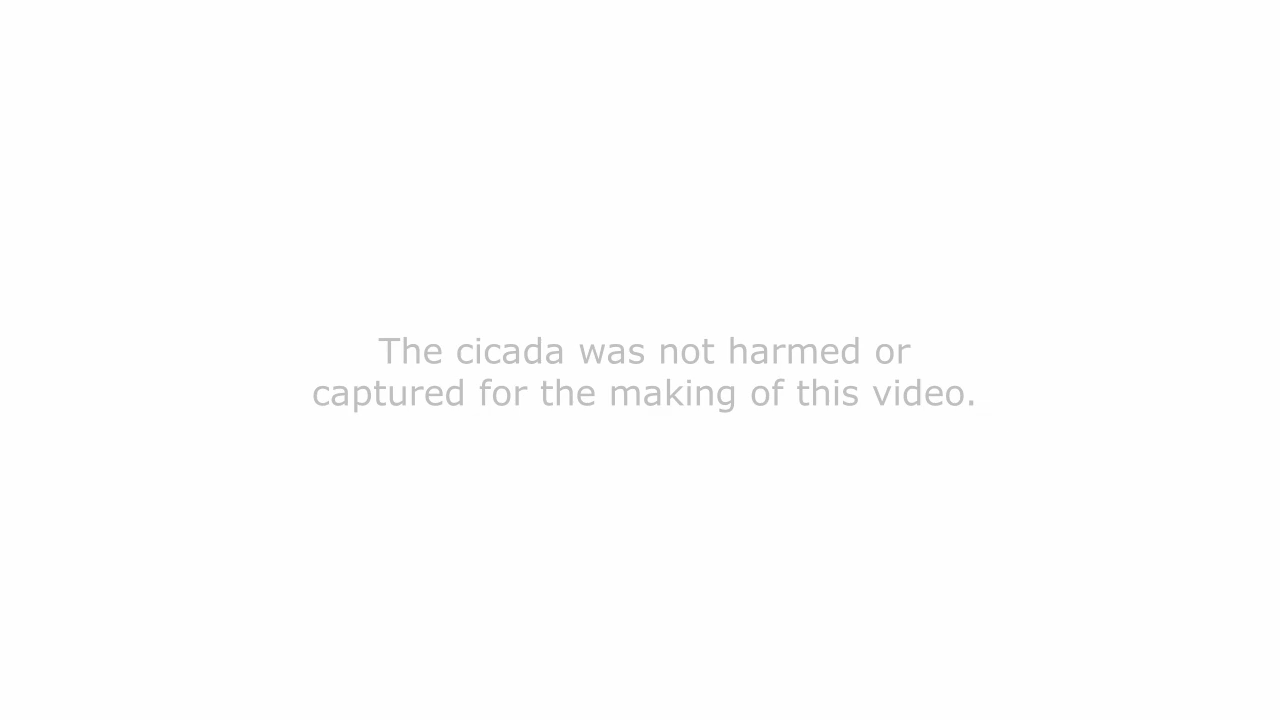 The cicada was not harmed or
captured for the making of this video.